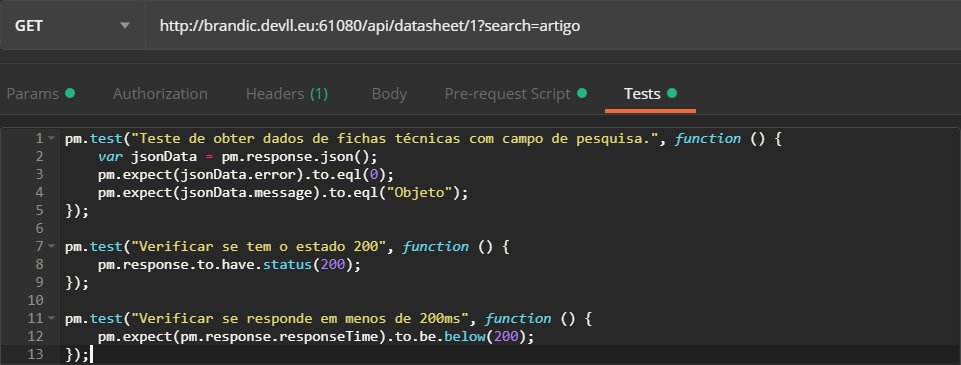 GET http://brandic.devll.eu:61080/api/datasheet/1?search=artigo
Params Authorization Headers (1) Body Pre-request Script Tests
1 pm.test("Teste de obter dados de fichas técnicas com campo de pesquisa.", function () {
2     var jsonData = pm.response.json();
3     pm.expect(jsonData.error).to.eql(0);
4     pm.expect(jsonData.message).to.eql("Objeto");
5 });
6
7 pm.test("Verificar se tem o estado 200", function () {
8     pm.response.to.have.status(200);
9 });
10
11 pm.test("Verificar se responde em menos de 200ms", function () {
12     pm.expect(pm.response.responseTime).to.be.below(200);
13 });